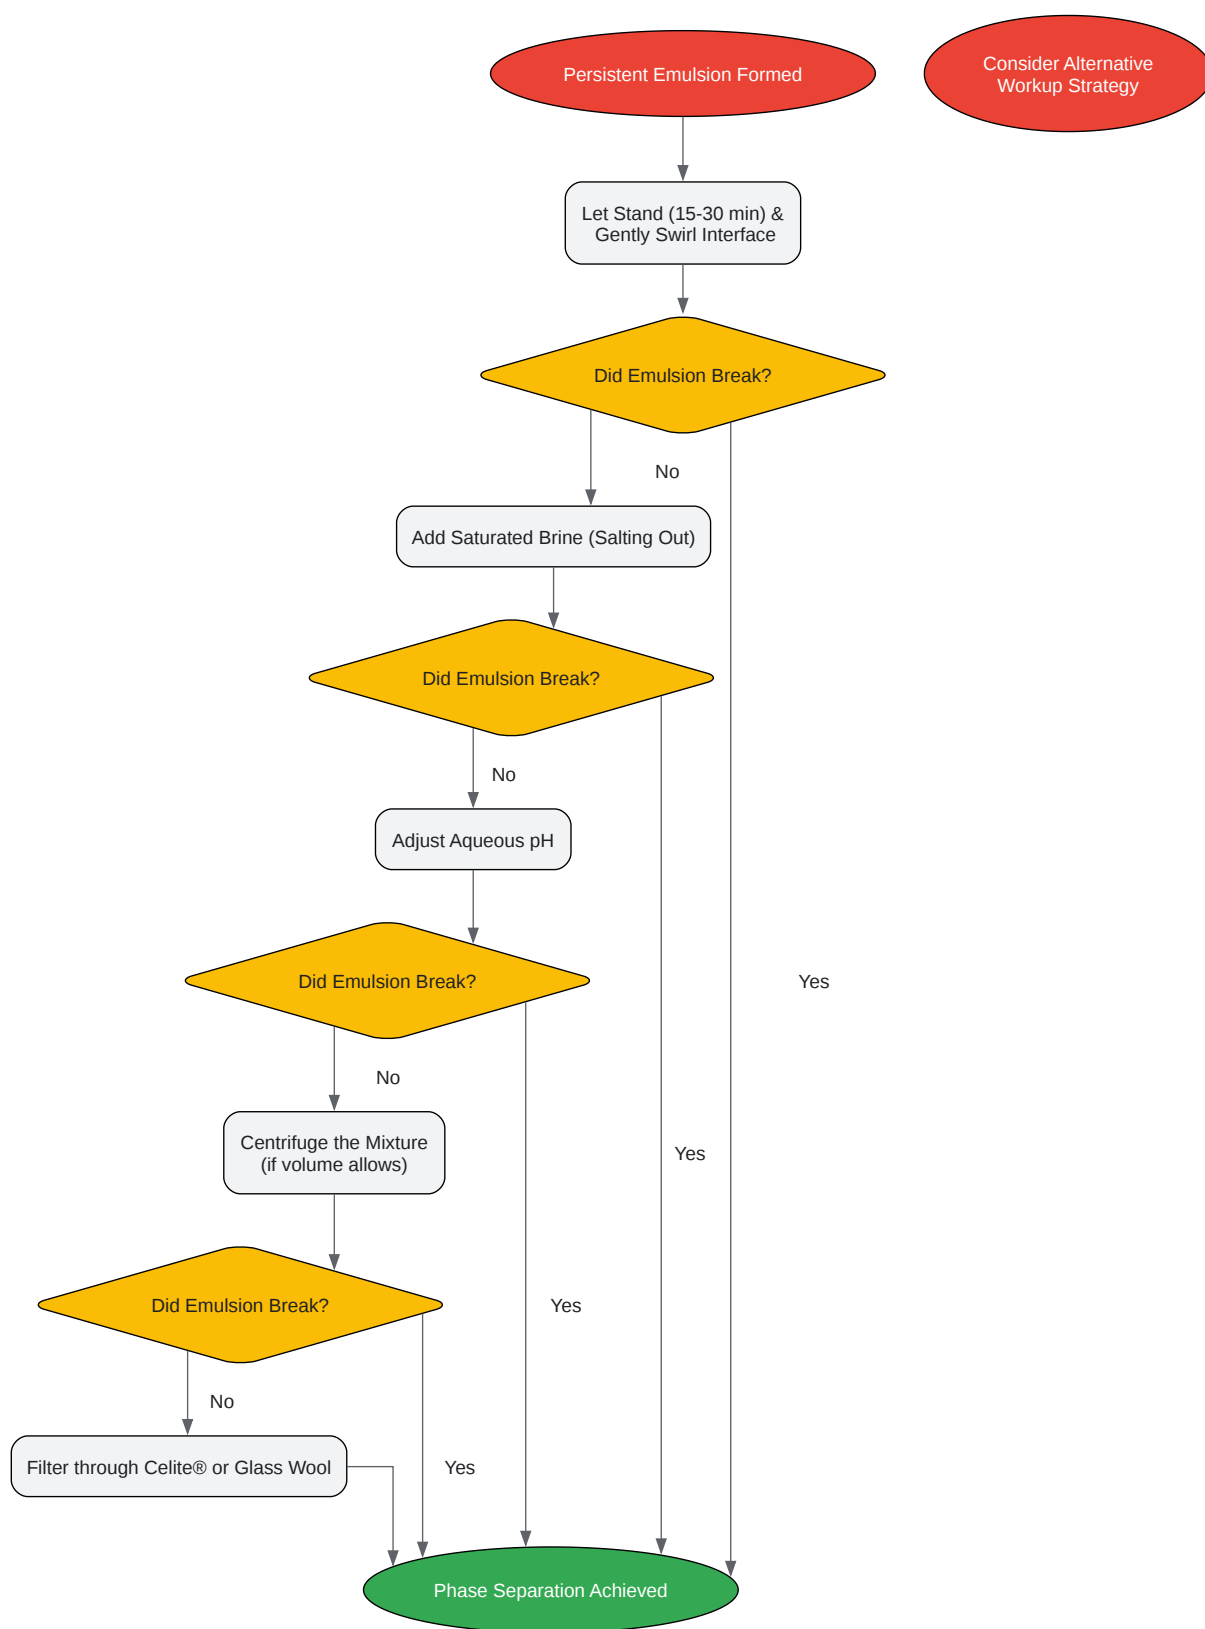 Persistent Emulsion Formed
Consider Alternative
Workup Strategy
Let Stand (15-30 min) &
Gently Swirl Interface
Did Emulsion Break?
No
Add Saturated Brine (Salting Out)
Did Emulsion Break?
No
Adjust Aqueous pH
Did Emulsion Break?
Yes
No
Centrifuge the Mixture
(if volume allows)
Yes
Did Emulsion Break?
Yes
No
Filter through Celite® or Glass Wool
Yes
Phase Separation Achieved